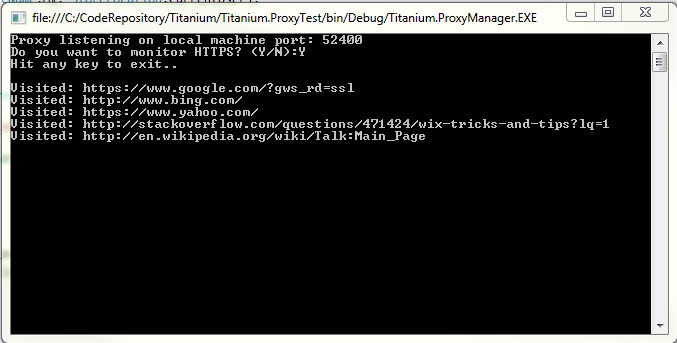 file:///C:/CodeRepository/Titanium/Titanium.ProxyTest/bin/Debug/Titanium.ProxyManager.EXE
Proxy listening on local machine port: 52400
Do you want to monitor HTTPS? (Y/N):Y
Hit any key to exit..
Visited: https://www.google.com/?gws_rd=ssl
Visited: http://www.bing.com/
Visited: https://www.yahoo.com/
Visited: http://stackoverflow.com/questions/471424/wix-tricks-and-tips?lq=1
Visited: http://en.wikipedia.org/wiki/Talk:Main_Page